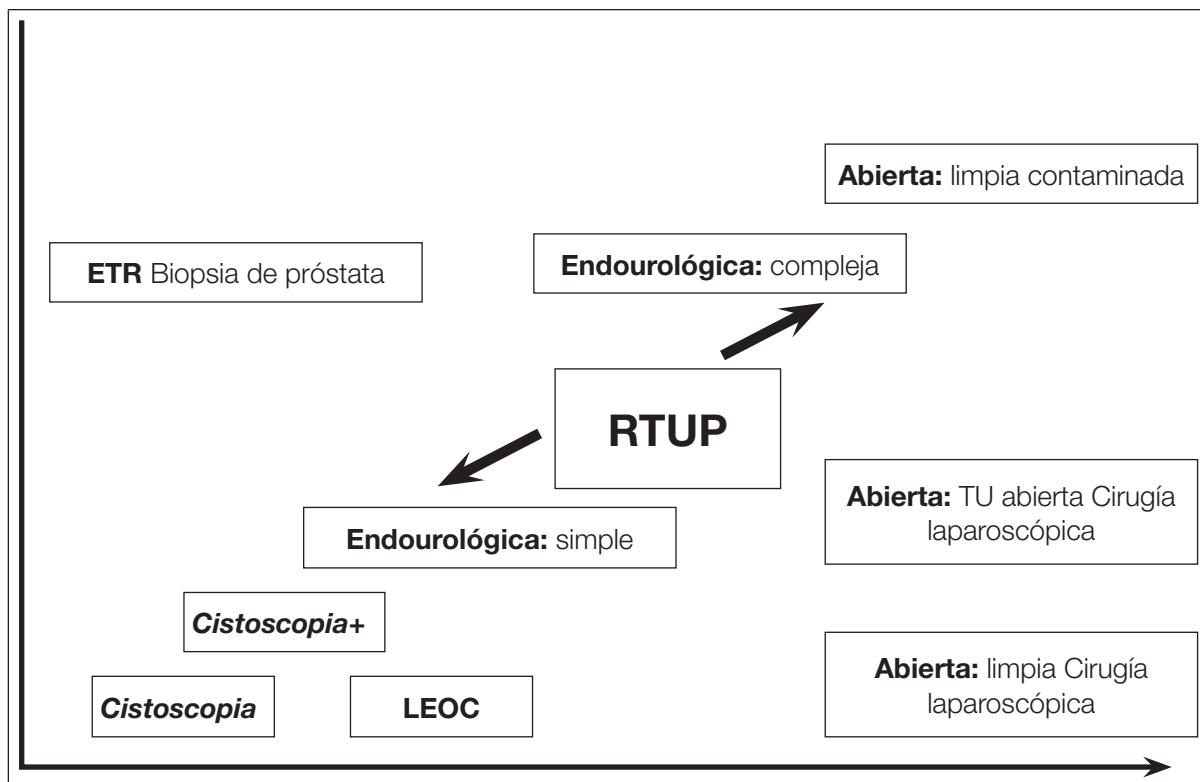 Abierta: limpia contaminada
ETR Biopsia de próstata
Endourológica: compleja
RTUP
Abierta: TU abierta Cirugía
laparoscópica
Endourológica: simple
Cistoscopia+
Abierta: limpia Cirugía
laparoscópica
Cistoscopia
LEOC